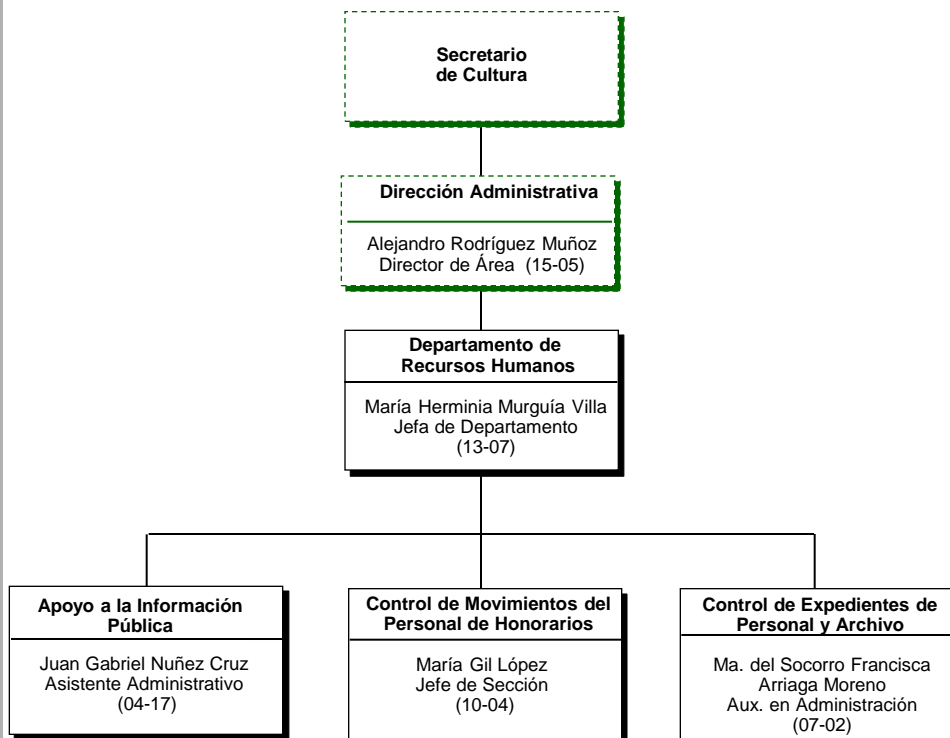 Secretario
de Cultura
Dirección Administrativa
Alejandro Rodríguez Muñoz
Director de Área (15-05)
Departamento de
Recursos Humanos
María Herminia Murguía Villa
Jefa de Departamento
(13-07)
Apoyo a la Información
Pública
Juan Gabriel Nuñez Cruz
Asistente Administrativo
(04-17)
Control de Movimientos del
Personal de Honorarios
María Gil López
Jefe de Sección
(10-04)
Control de Expedientes de
Personal y Archivo
Ma. del Socorro Francisca
Arriaga Moreno
Aux. en Administración
(07-02)